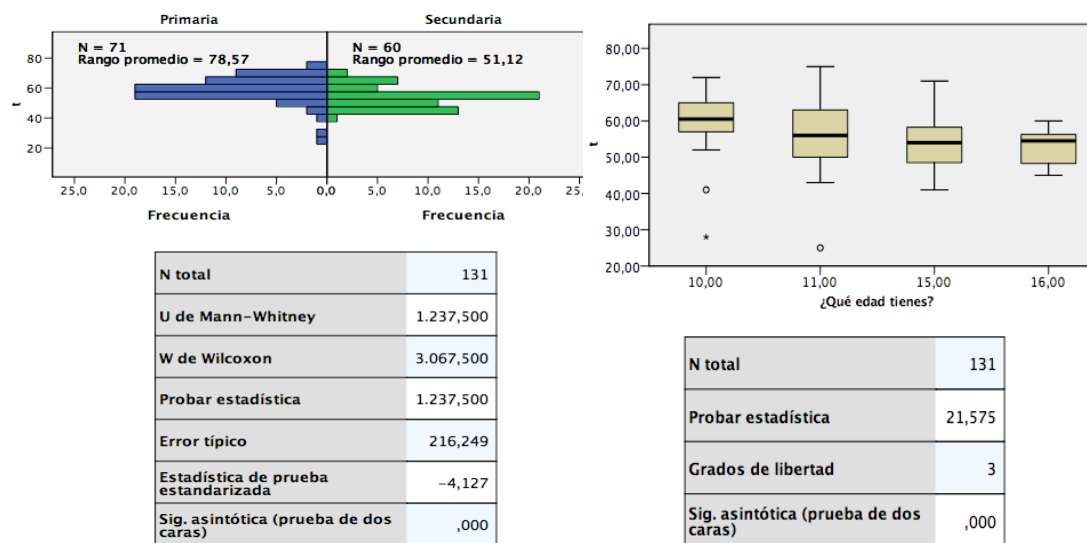 Primaria Secundaria
N = 71
Rango promedio = 78,57
N = 60
Rango promedio = 51,12
t
80
60
40
20
25,0 20,0 15,0 10,0 5,0 0,0 5,0 10,0 15,0 20,0 25,
Frecuencia Frecuencia
N total 131
U de Mann-Whitney 1.237,500
W de Wilcoxon 3.067,500
Probar estadística 1.237,500
Error típico 216,249
Estadística de prueba
estandarizada -4,127
Sig. asintótica (prueba de dos
caras) ,000
t
80,00
70,00
60,00
50,00
40,00
30,00
20,00
*
10,00 11,00 15,00 16,00
¿Qué edad tienes?
N total 131
Probar estadística 21,575
Grados de libertad 3
Sig. asintótica (prueba de dos
caras) ,000